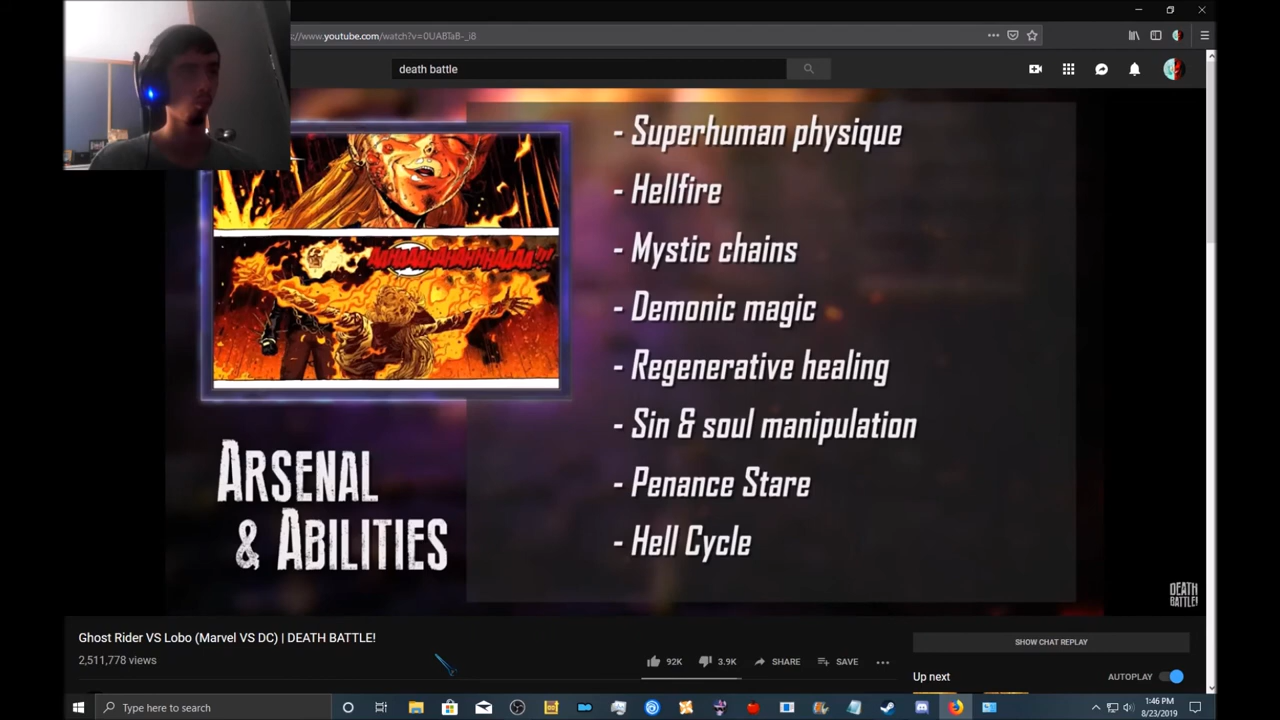 ://www.youtube.com/watch?v=0UABTaB-_i8
death battle
- Superhuman physique
- Hellfire
- Mystic chains
- Demonic magic
- Regenerative healing
- Sin & soul manipulation
- Penance Stare
- Hell Cycle
ARSENAL
& ABILITIES
DEATH
BATTLE!
Ghost Rider VS Lobo (Marvel VS DC) | DEATH BATTLE!
2,511,778 views
92K 3.9K SHARE SAVE
SHOW CHAT REPLAY
Up next AUTOPLAY
Type here to search
1:46 PM
8/23/2019